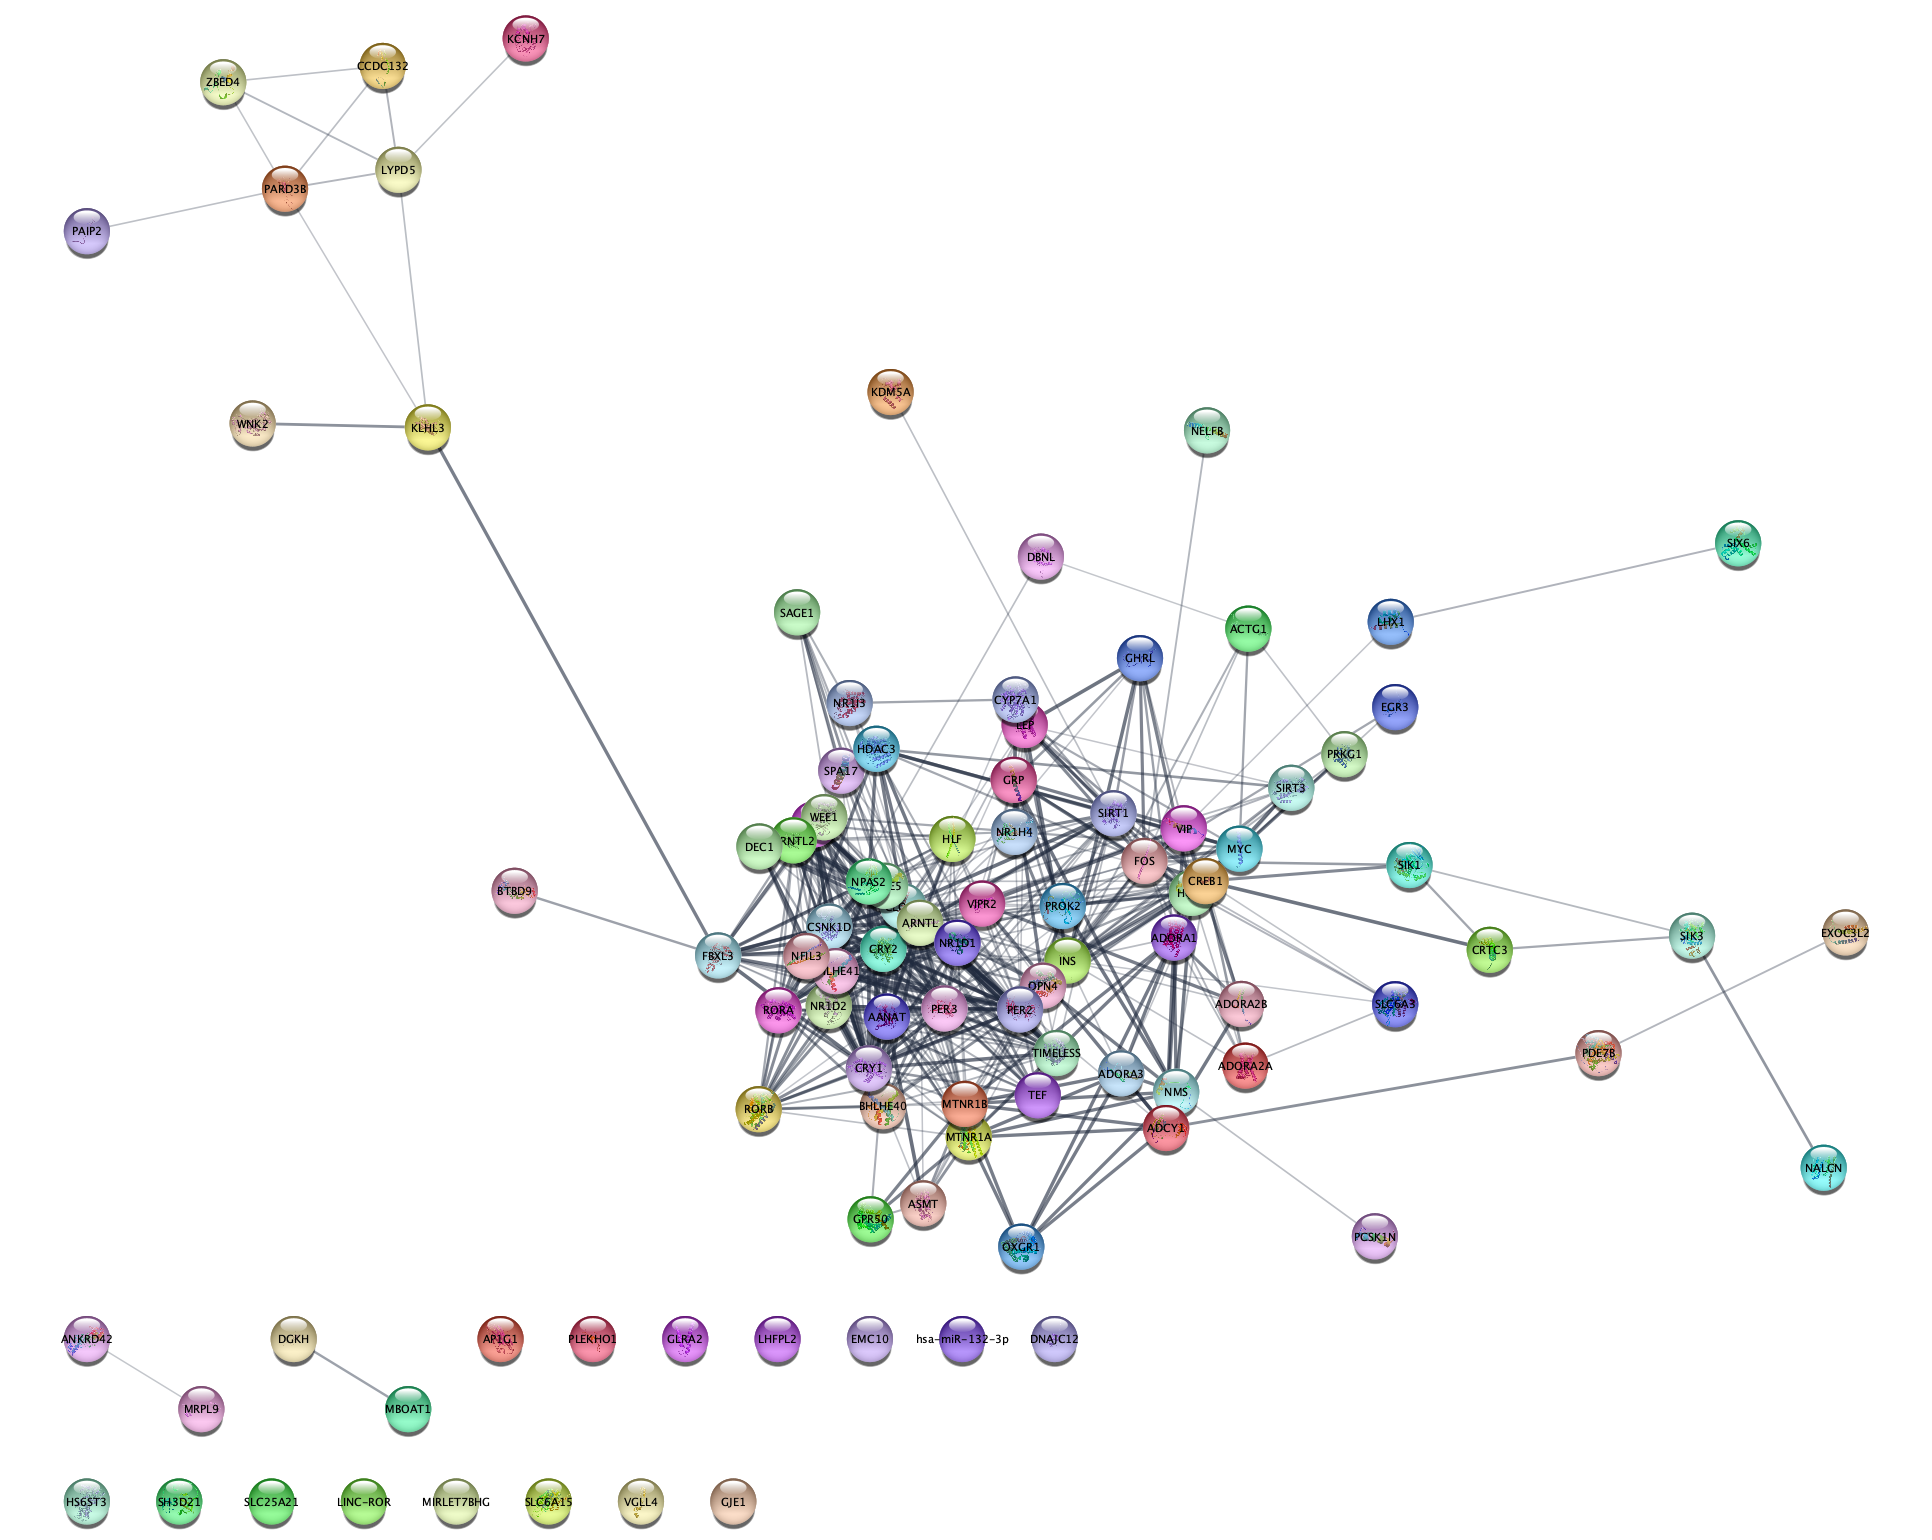 KCNH7
CCDC132
ZBED4
LYPD5
PARD3B
PAIP2
KDM5A
WNK2
KLHL3
NELFB
SIX6
DBNL
SAGE1
LHX1
ACTG1
GHRL
NR1I3
CYP7A1
EGR3
LEP
HDAC3
PRKG1
SPA17
GRP
SIRT3
SIRT1
WEE1
VIP
NR1H4
RNTL2
HLF
DEC1
MYC
FOS
SIK1
NPAS2
CREB1
BTBD9
VIPR2
PROK2
ARNTL
CSNK1D
SIK3
EXOC3L2
ADORA1
NR1D1
CRY2
CRTC3
FBXL3
NFIL3
INS
LHE41
OPN4
ADORA2B
SLC6A3
NR1D2
RORA
PER3
PER2
AANAT
TIMELESS
PDE7B
ADORA2A
CRY1
ADORA3
NMS
TEF
MTNR1B
BHLHE40
RORB
ADCY1
MTNR1A
NALCN
ASMT
GPR50
PCSK1N
OXGR1
ANKRD42
DGKH
AP1G1
PLEKHO1
GLRA2
LHFPL2
EMC10
hsa-miR-132-3p
DNAJC12
MRPL9
MBOAT1
HS6ST3
SH3D21
SLC25A21
LINC-ROR
MIRLET7BHG
SLC6A15
VGLL4
GJE1